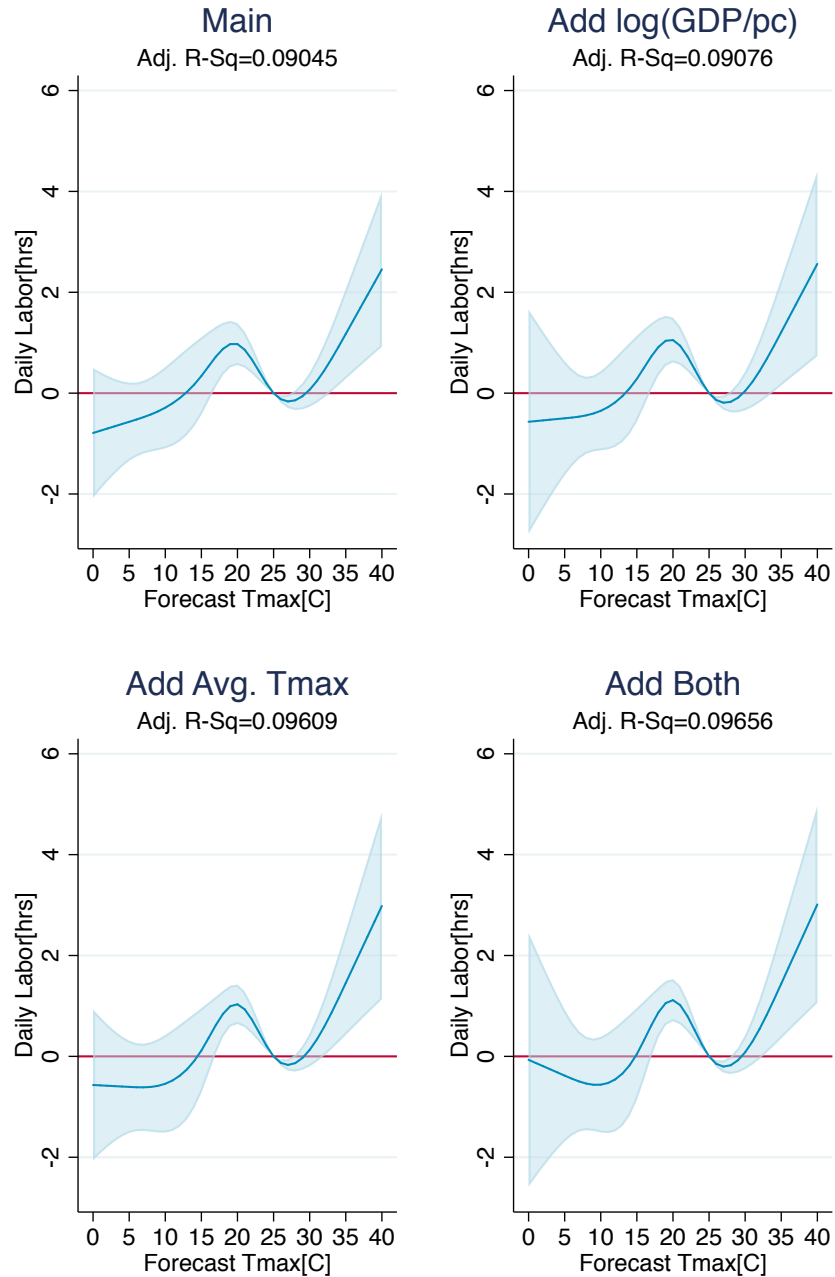 Main
Adj. R-Sq=0.09045
Daily Labor[hrs]
6
4
2
0
-2
0 5 10 15 20 25 30 35 40
Forecast Tmax[C]
Add log(GDP/pc)
Adj. R-Sq=0.09076
Daily Labor[hrs]
6
4
2
0
-2
0 5 10 15 20 25 30 35 40
Forecast Tmax[C]
Add Avg. Tmax
Adj. R-Sq=0.09609
Daily Labor[hrs]
6
4
2
0
-2
0 5 10 15 20 25 30 35 40
Forecast Tmax[C]
Add Both
Adj. R-Sq=0.09656
Daily Labor[hrs]
6
4
2
0
-2
0 5 10 15 20 25 30 35 40
Forecast Tmax[C]